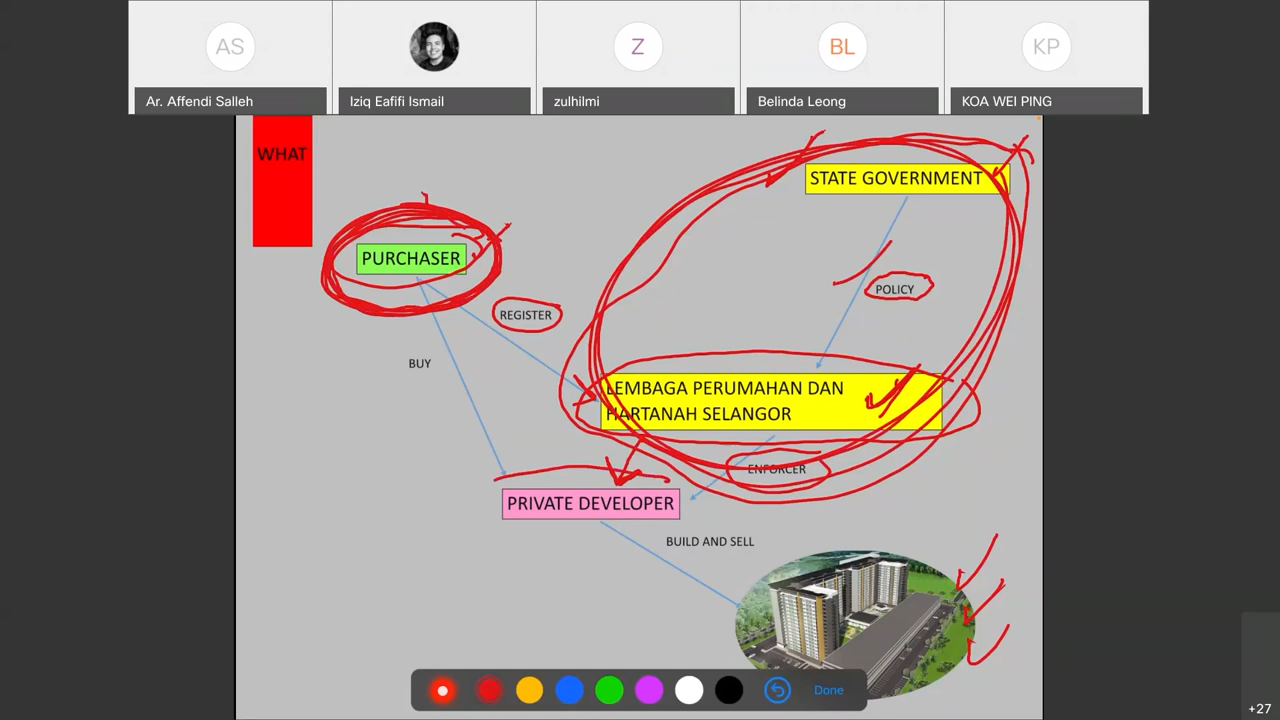 AS
Z
BL
KP
Ar. Affendi Salleh
Iziq Eafifi Ismail
zulhilmi
Belinda Leong
KOA WEI PING
WHAT
STATE GOVERNMENT
PURCHASER
POLICY
REGISTER
BUY
LEMBAGA PERUMAHAN DAN
HARTANAH SELANGOR
ENFORCER
PRIVATE DEVELOPER
BUILD AND SELL
Done
+27